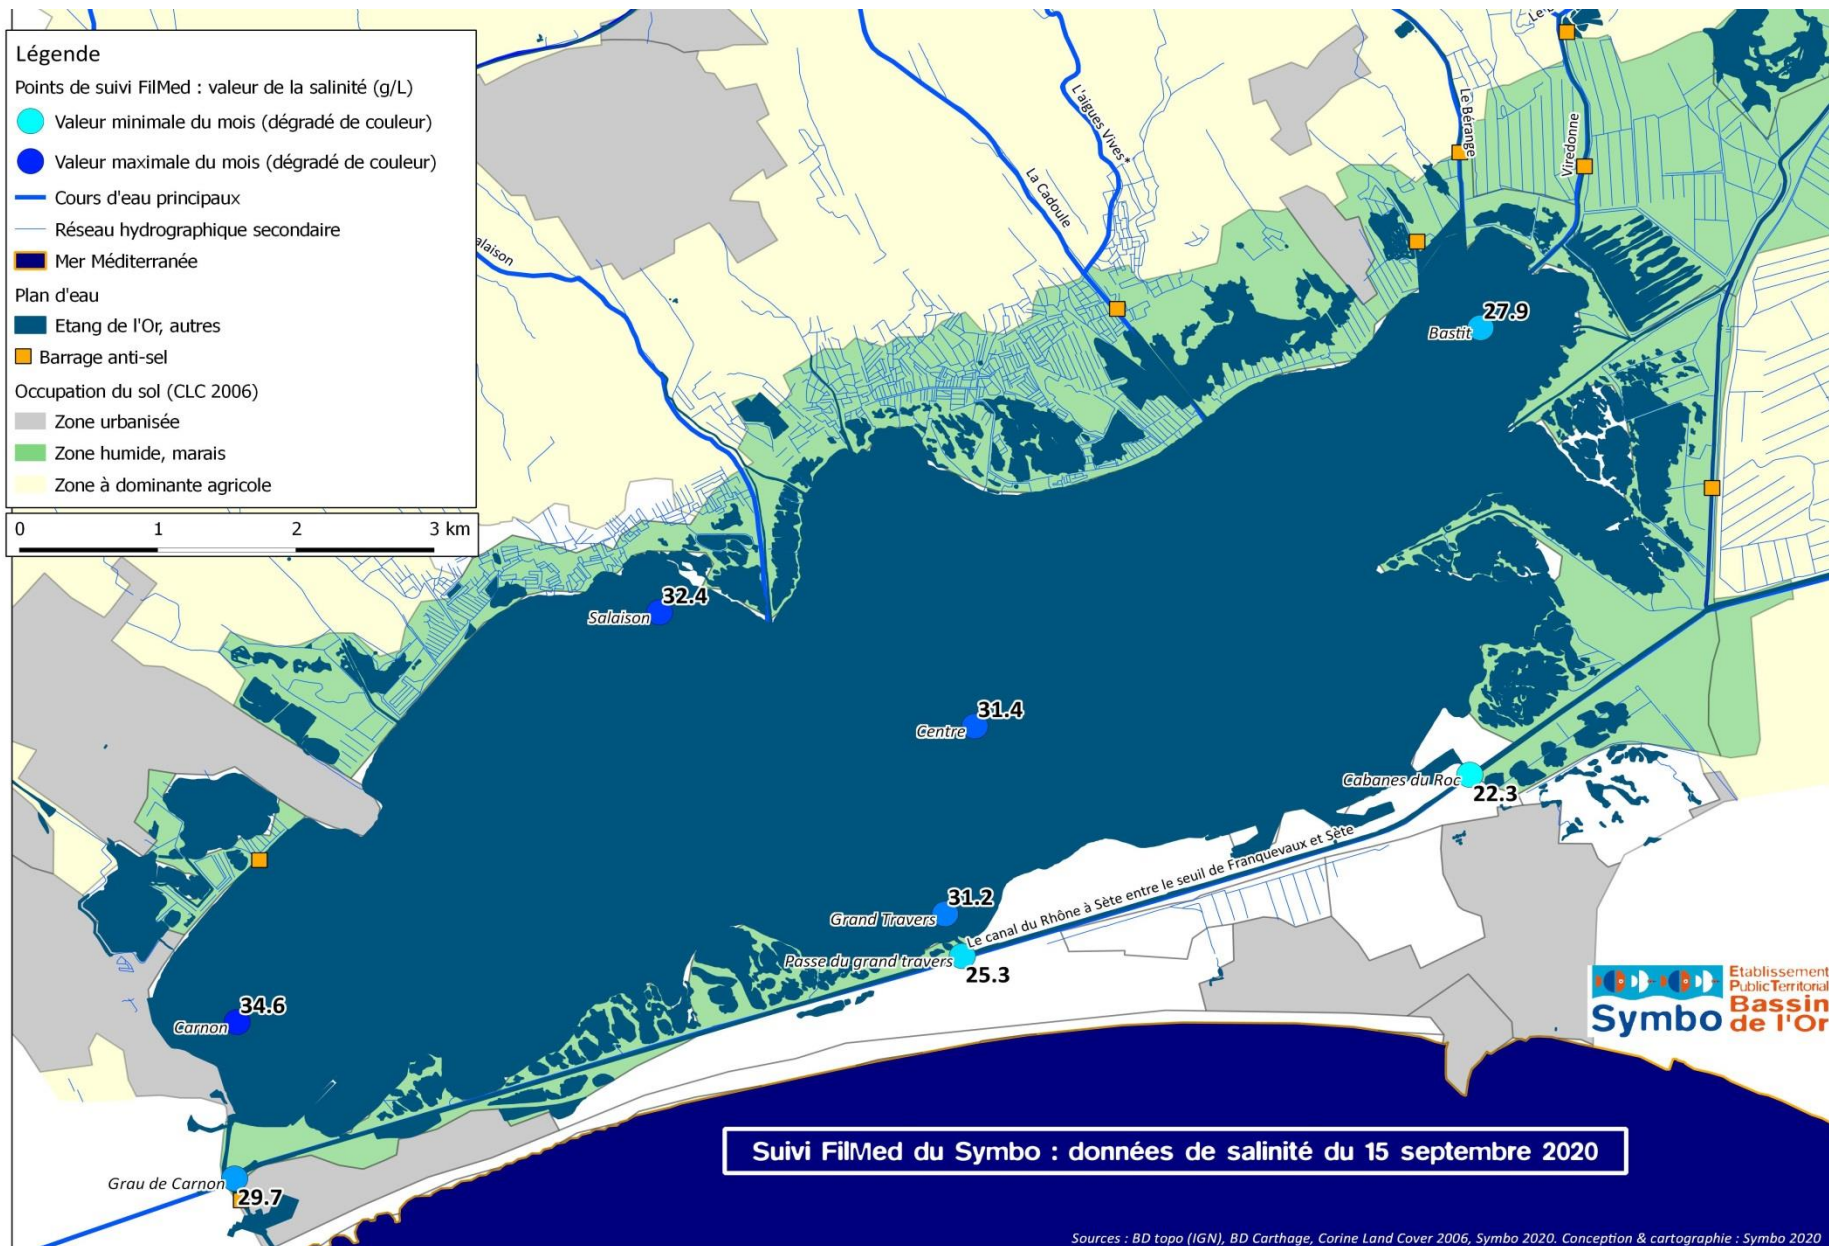 Légende
Points de suivi FilMed : valeur de la salinité (g/L)
Valeur minimale du mois (dégradé de couleur)
Valeur maximale du mois (dégradé de couleur)
Cours d'eau principaux
Réseau hydrographique secondaire
Mer Méditerranée
Plan d'eau
Etang de l'Or, autres
Barrage anti-sel
Occupation du sol (CLC 2006)
Zone urbanisée
Zone humide, marais
Zone à dominante agricole
0 1 2 3 km
alaison
La Cadoule
L'aigues Vives*
Le Bérange
Viredonne
27.9
Bastit
32.4
Salaison
31.4
Centre
Cabanes du Roc
22.3
Le canal du Rhône à Sète entre le seuil de Franquevaux et Sète
31.2
Grand Travers
Passe du grand travers
25.3
34.6
Carnon
Grau de Carnon
29.7
Etablissement
Public Territorial
Bassin
de l'Or
Symbo
Suivi FilMed du Symbo : données de salinité du 15 septembre 2020
Sources : BD topo (IGN), BD Carthage, Corine Land Cover 2006, Symbo 2020. Conception & cartographie : Symbo 2020